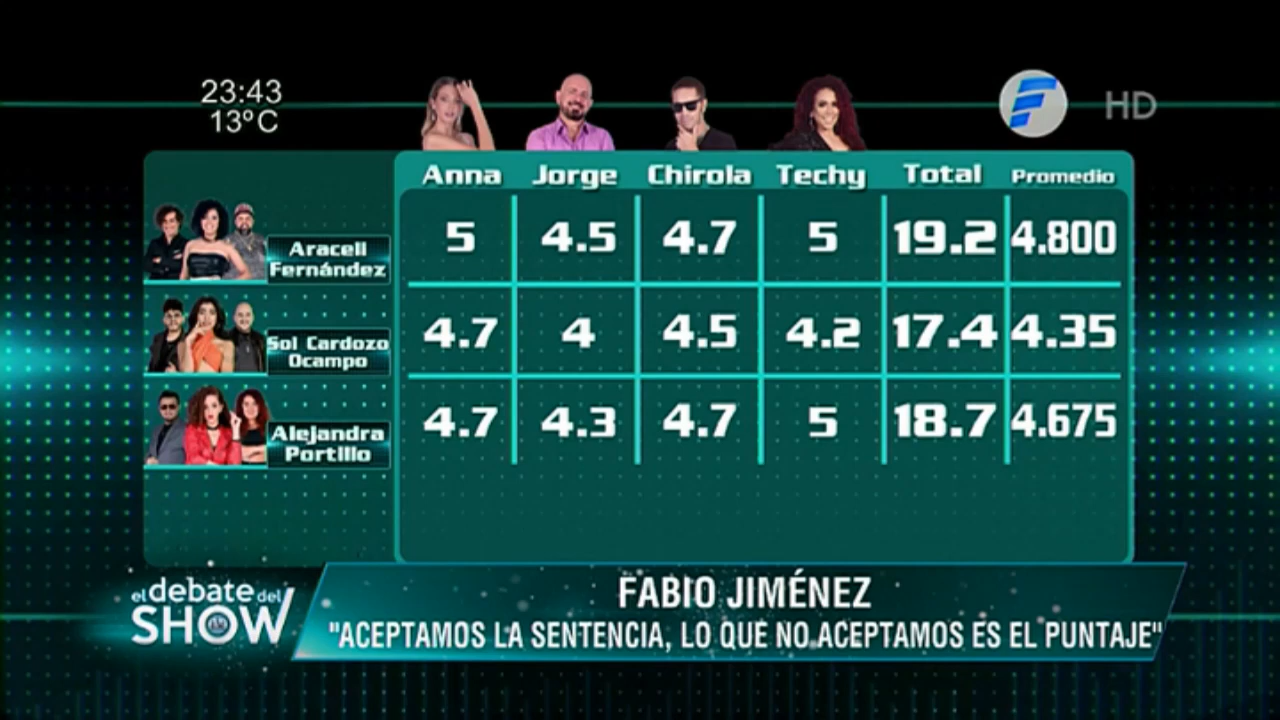 23:43
13ºC
HD
Anna Jorge Chirola Techy Total Promedio
Araceli
Fernández
5 4.5 4.7 5 19.2 4.800
Sol Cardozo
Ocampo
4.7 4 4.5 4.2 17.4 4.35
Alejandra
Portillo
4.7 4.3 4.7 5 18.7 4.675
el debate del
SHOW
FABIO JIMÉNEZ
"ACEPTAMOS LA SENTENCIA, LO QUE NO ACEPTAMOS ES EL PUNTAJE"